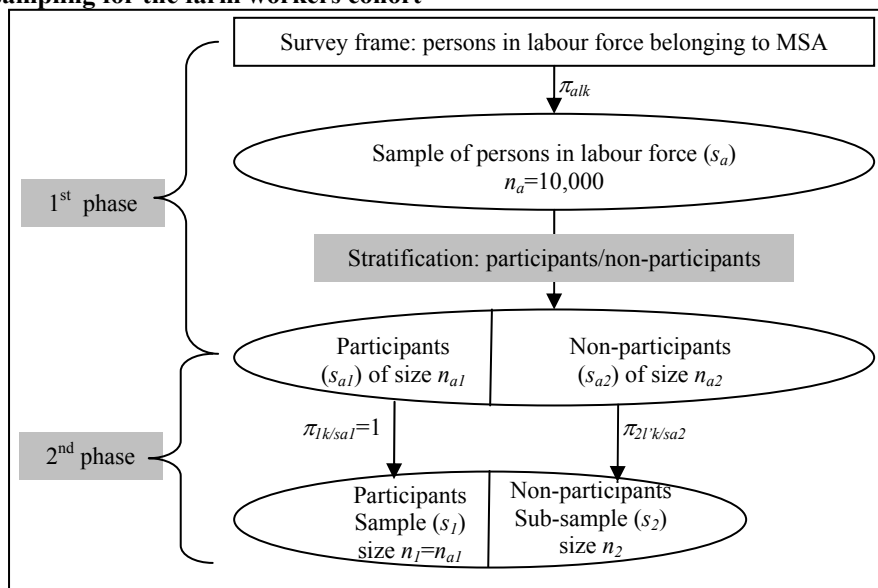 sampling for the farm workers cohort
Survey frame: persons in labour force belonging to MSA
π_alk
Sample of persons in labour force (s_a)
n_a=10,000
1st phase
Stratification: participants/non-participants
Participants
(s_a1) of size n_a1
Non-participants
(s_a2) of size n_a2
π_1k/sa1=1
π_2l'k/sa2
2nd phase
Participants
Sample (s_1)
size n_1=n_a1
Non-participants
Sub-sample (s_2)
size n_2